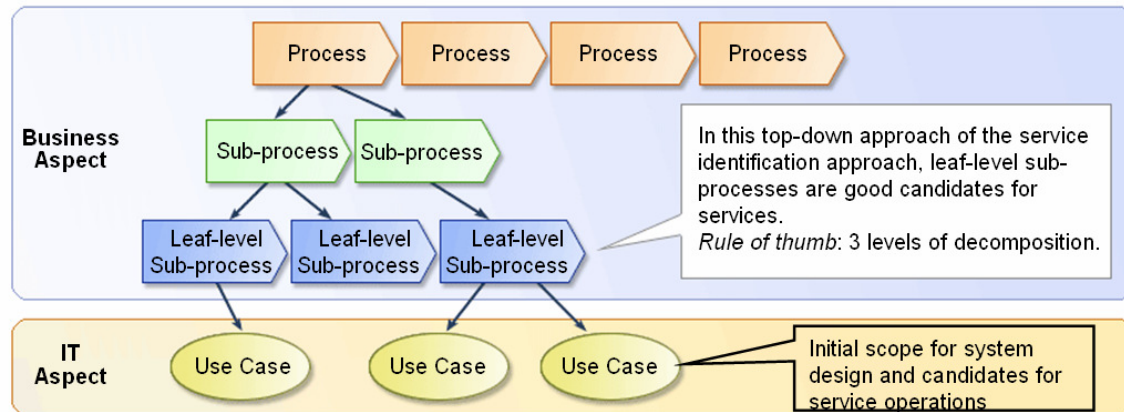 Process
Process
Process
Process
Business
Aspect
Sub-process
Sub-process
In this top-down approach of the service
identification approach, leaf-level sub-
processes are good candidates for
services.
Rule of thumb: 3 levels of decomposition.
Leaf-level
Sub-process
Leaf-level
Sub-process
Leaf-level
Sub-process
IT
Aspect
Use Case
Use Case
Use Case
Initial scope for system
design and candidates for
service operations